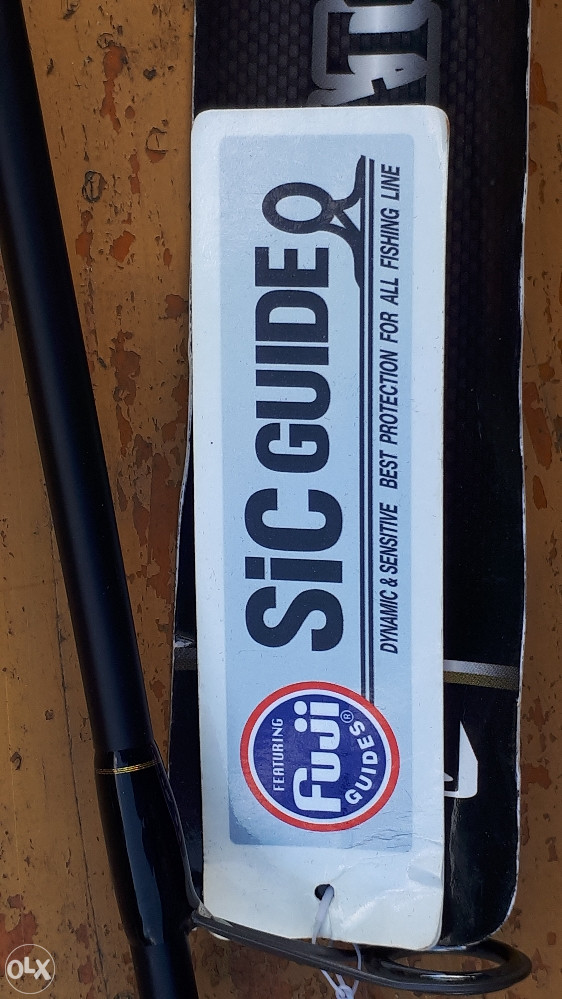 SiC GUIDE
DYNAMIC & SENSITIVE BEST PROTECTION FOR ALL FISHING LINE
FEATURING
Fuji®
GUIDES
OLX